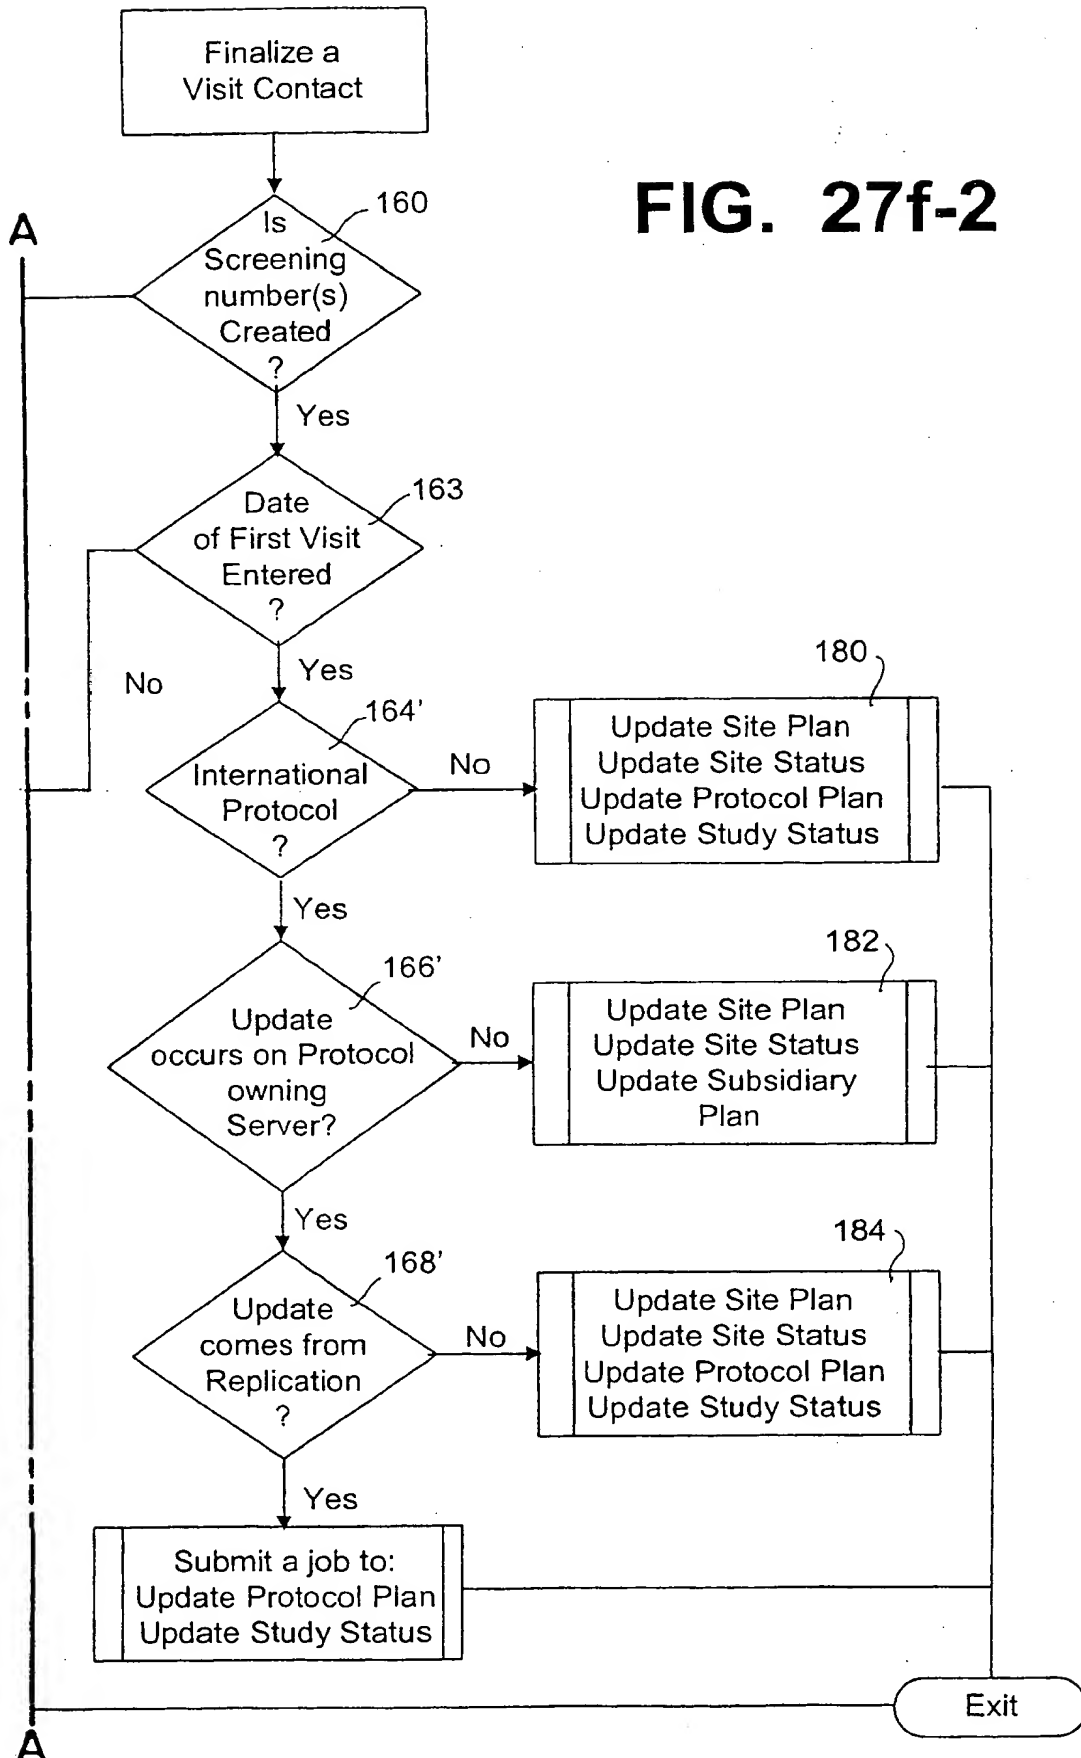 Finalize a
Visit Contact
FIG. 27f-2
A
160
Is
Screening
number(s)
Created
?
Yes
163
Date
of First Visit
Entered
?
No
Yes
164'
International
Protocol
?
No
180
Update Site Plan
Update Site Status
Update Protocol Plan
Update Study Status
Yes
166'
Update
occurs on Protocol
owning
Server?
No
182
Update Site Plan
Update Site Status
Update Subsidiary
Plan
Yes
168'
Update
comes from
Replication
?
No
184
Update Site Plan
Update Site Status
Update Protocol Plan
Update Study Status
Yes
Submit a job to:
Update Protocol Plan
Update Study Status
Exit
A